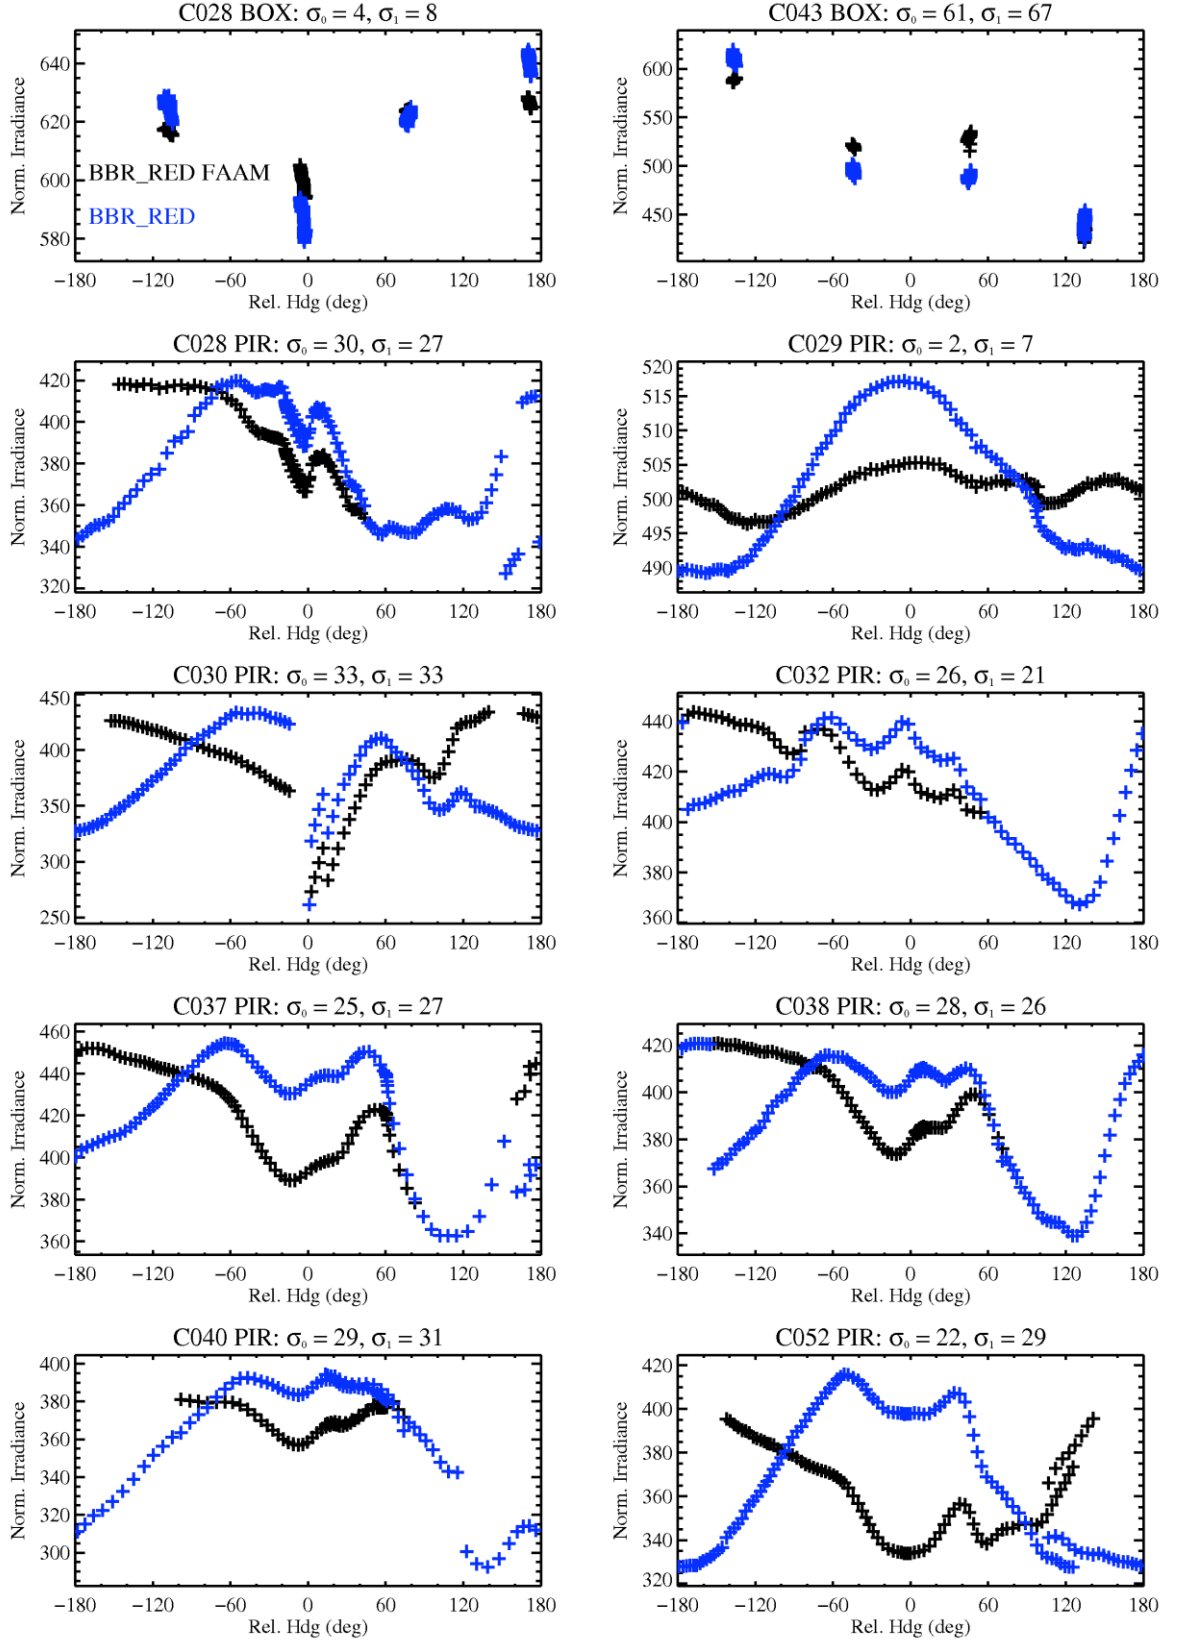 C028 BOX: σ₀ = 4, σ₁ = 8
Norm. Irradiance
640
620
600
580
BBR_RED FAAM
BBR_RED
−180 −120 −60 0 60 120 180
Rel. Hdg (deg)
C043 BOX: σ₀ = 61, σ₁ = 67
Norm. Irradiance
600
550
500
450
−180 −120 −60 0 60 120 180
Rel. Hdg (deg)
C028 PIR: σ₀ = 30, σ₁ = 27
Norm. Irradiance
420
400
380
360
340
320
−180 −120 −60 0 60 120 180
Rel. Hdg (deg)
C029 PIR: σ₀ = 2, σ₁ = 7
Norm. Irradiance
520
515
510
505
500
495
490
−180 −120 −60 0 60 120 180
Rel. Hdg (deg)
C030 PIR: σ₀ = 33, σ₁ = 33
Norm. Irradiance
450
400
350
300
250
−180 −120 −60 0 60 120 180
Rel. Hdg (deg)
C032 PIR: σ₀ = 26, σ₁ = 21
Norm. Irradiance
440
420
400
380
360
−180 −120 −60 0 60 120 180
Rel. Hdg (deg)
C037 PIR: σ₀ = 25, σ₁ = 27
Norm. Irradiance
460
440
420
400
380
360
−180 −120 −60 0 60 120 180
Rel. Hdg (deg)
C038 PIR: σ₀ = 28, σ₁ = 26
Norm. Irradiance
420
400
380
360
340
−180 −120 −60 0 60 120 180
Rel. Hdg (deg)
C040 PIR: σ₀ = 29, σ₁ = 31
Norm. Irradiance
400
380
360
340
320
300
−180 −120 −60 0 60 120 180
Rel. Hdg (deg)
C052 PIR: σ₀ = 22, σ₁ = 29
Norm. Irradiance
420
400
380
360
340
320
−180 −120 −60 0 60 120 180
Rel. Hdg (deg)